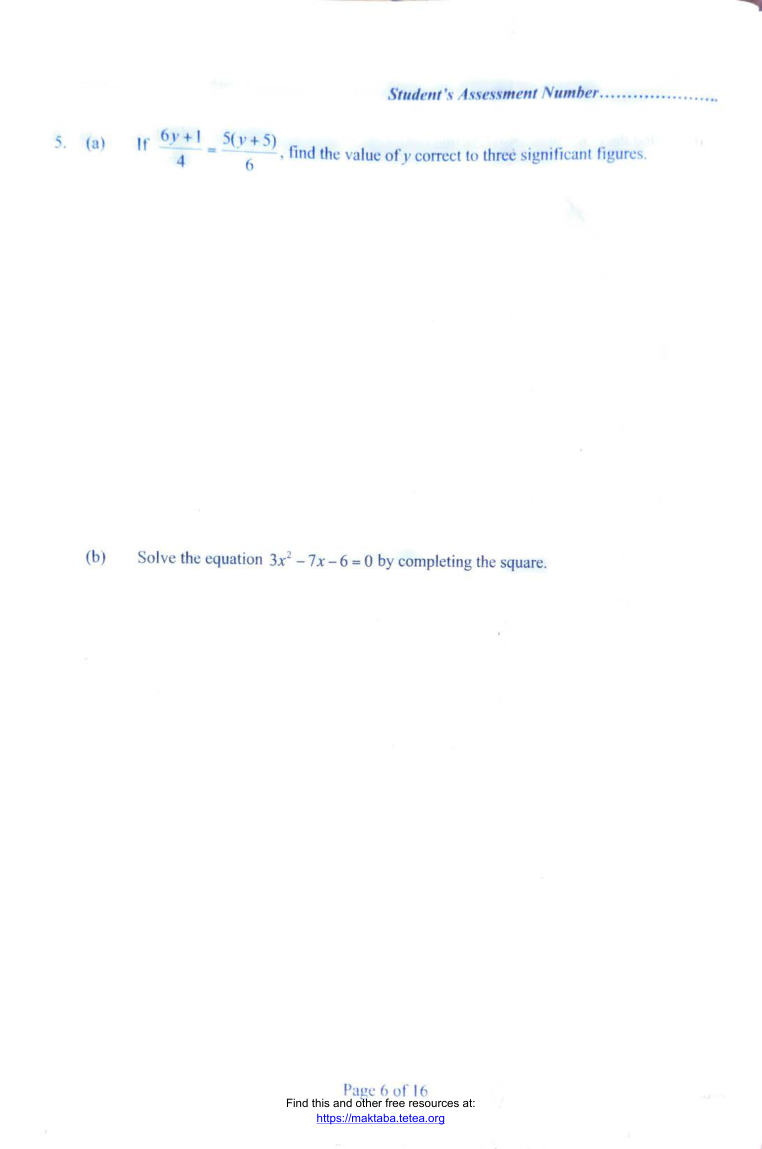 Student's Assessment Number......................
5. (a) If \frac{6y+1}{4} = \frac{5(y+5)}{6}, find the value of y correct to three significant figures.
(b) Solve the equation 3x² – 7x – 6 = 0 by completing the square.
Page 6 of 16
Find this and other free resources at:
https://maktaba.tetea.org